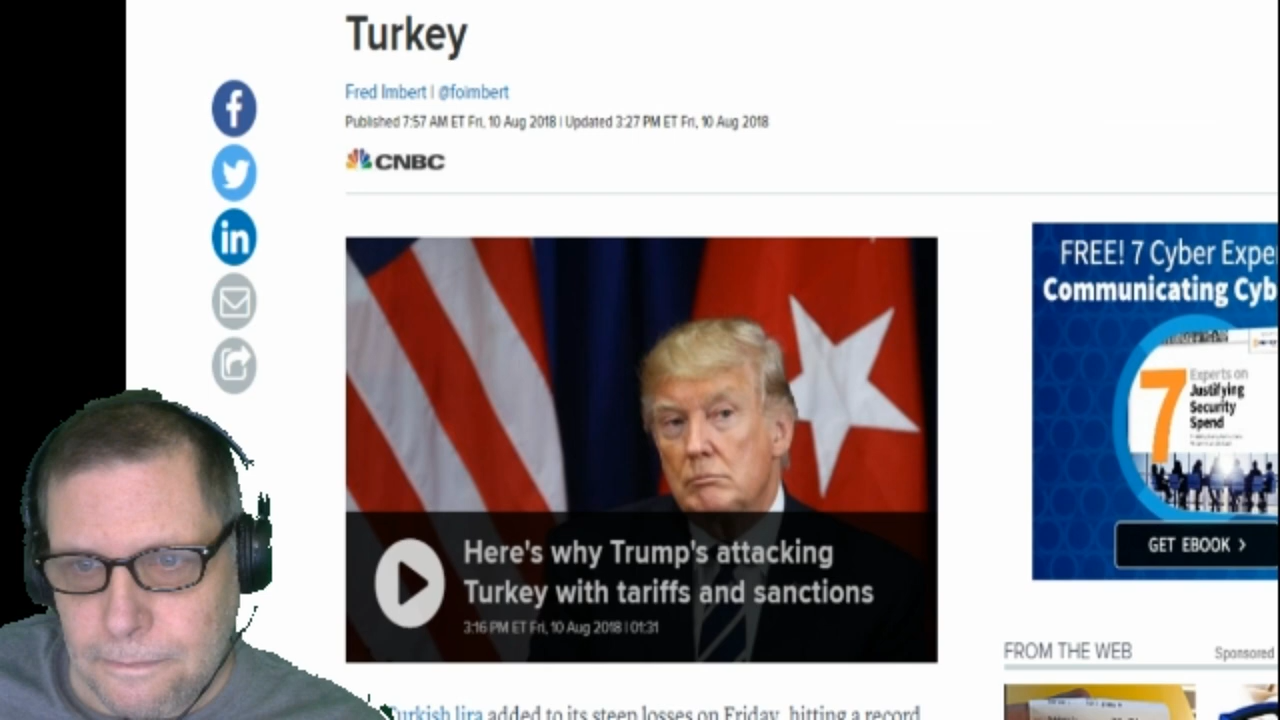 Turkey
Fred Imbert | @foimbert
Published 7:57 AM ET Fri, 10 Aug 2018 | Updated 3:27 PM ET Fri, 10 Aug 2018
CNBC
Here's why Trump's attacking
Turkey with tariffs and sanctions
3:16 PM ET Fri, 10 Aug 2018 | 01:31
Turkish lira added to its steep losses on Friday, hitting a record
FREE! 7 Cyber Expe
Communicating Cyb
7
Experts on
Justifying
Security
Spend
GET EBOOK >
FROM THE WEB
Sponsored